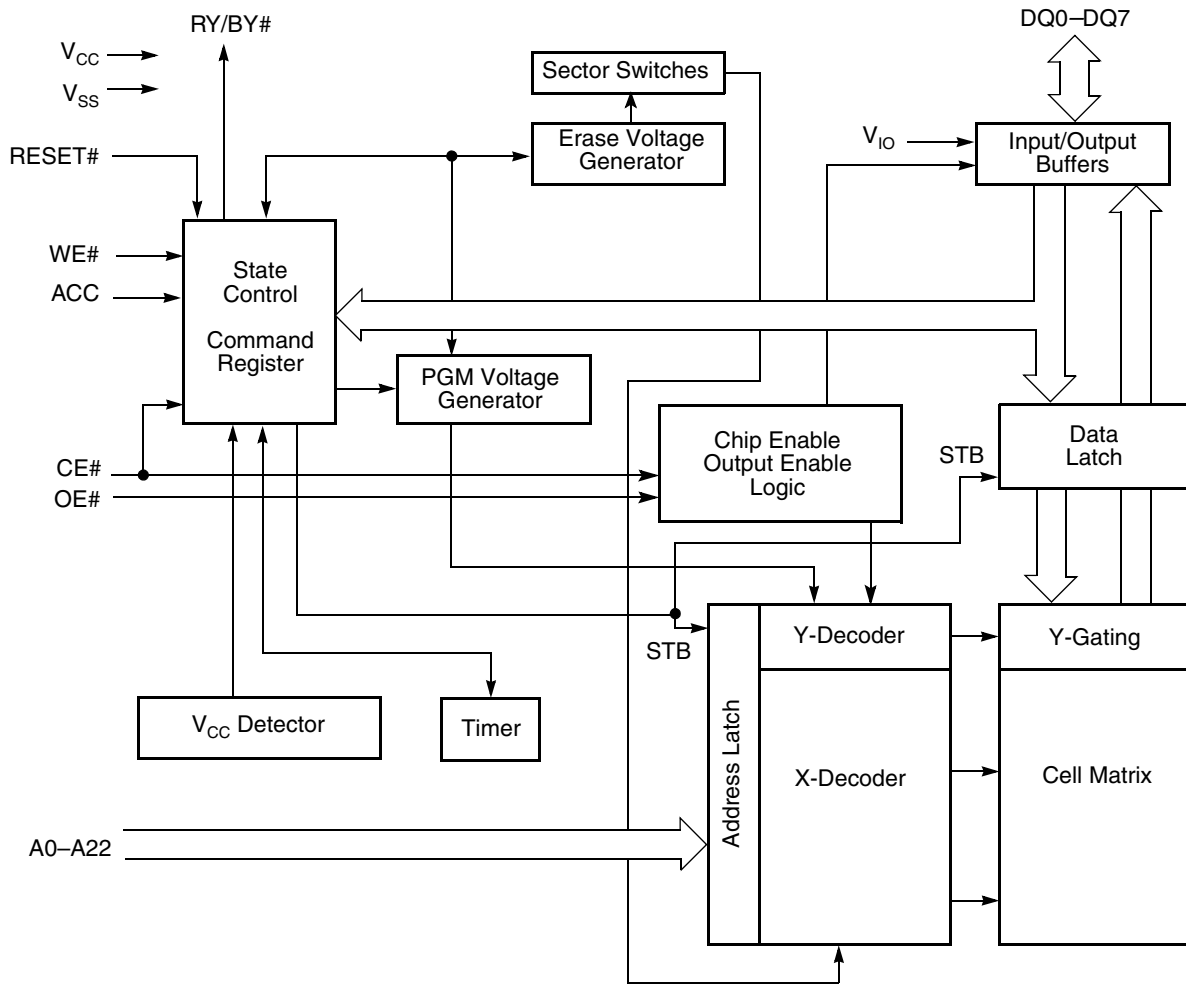 RY/BY#
DQ0–DQ7
VCC
VSS
Sector Switches
RESET#
Erase Voltage
Generator
VIO
Input/Output
Buffers
WE#
ACC
State
Control
Command
Register
PGM Voltage
Generator
Chip Enable
Output Enable
Logic
STB
Data
Latch
CE#
OE#
STB
Y-Decoder
Y-Gating
VCC Detector
Timer
Address Latch
X-Decoder
Cell Matrix
A0–A22